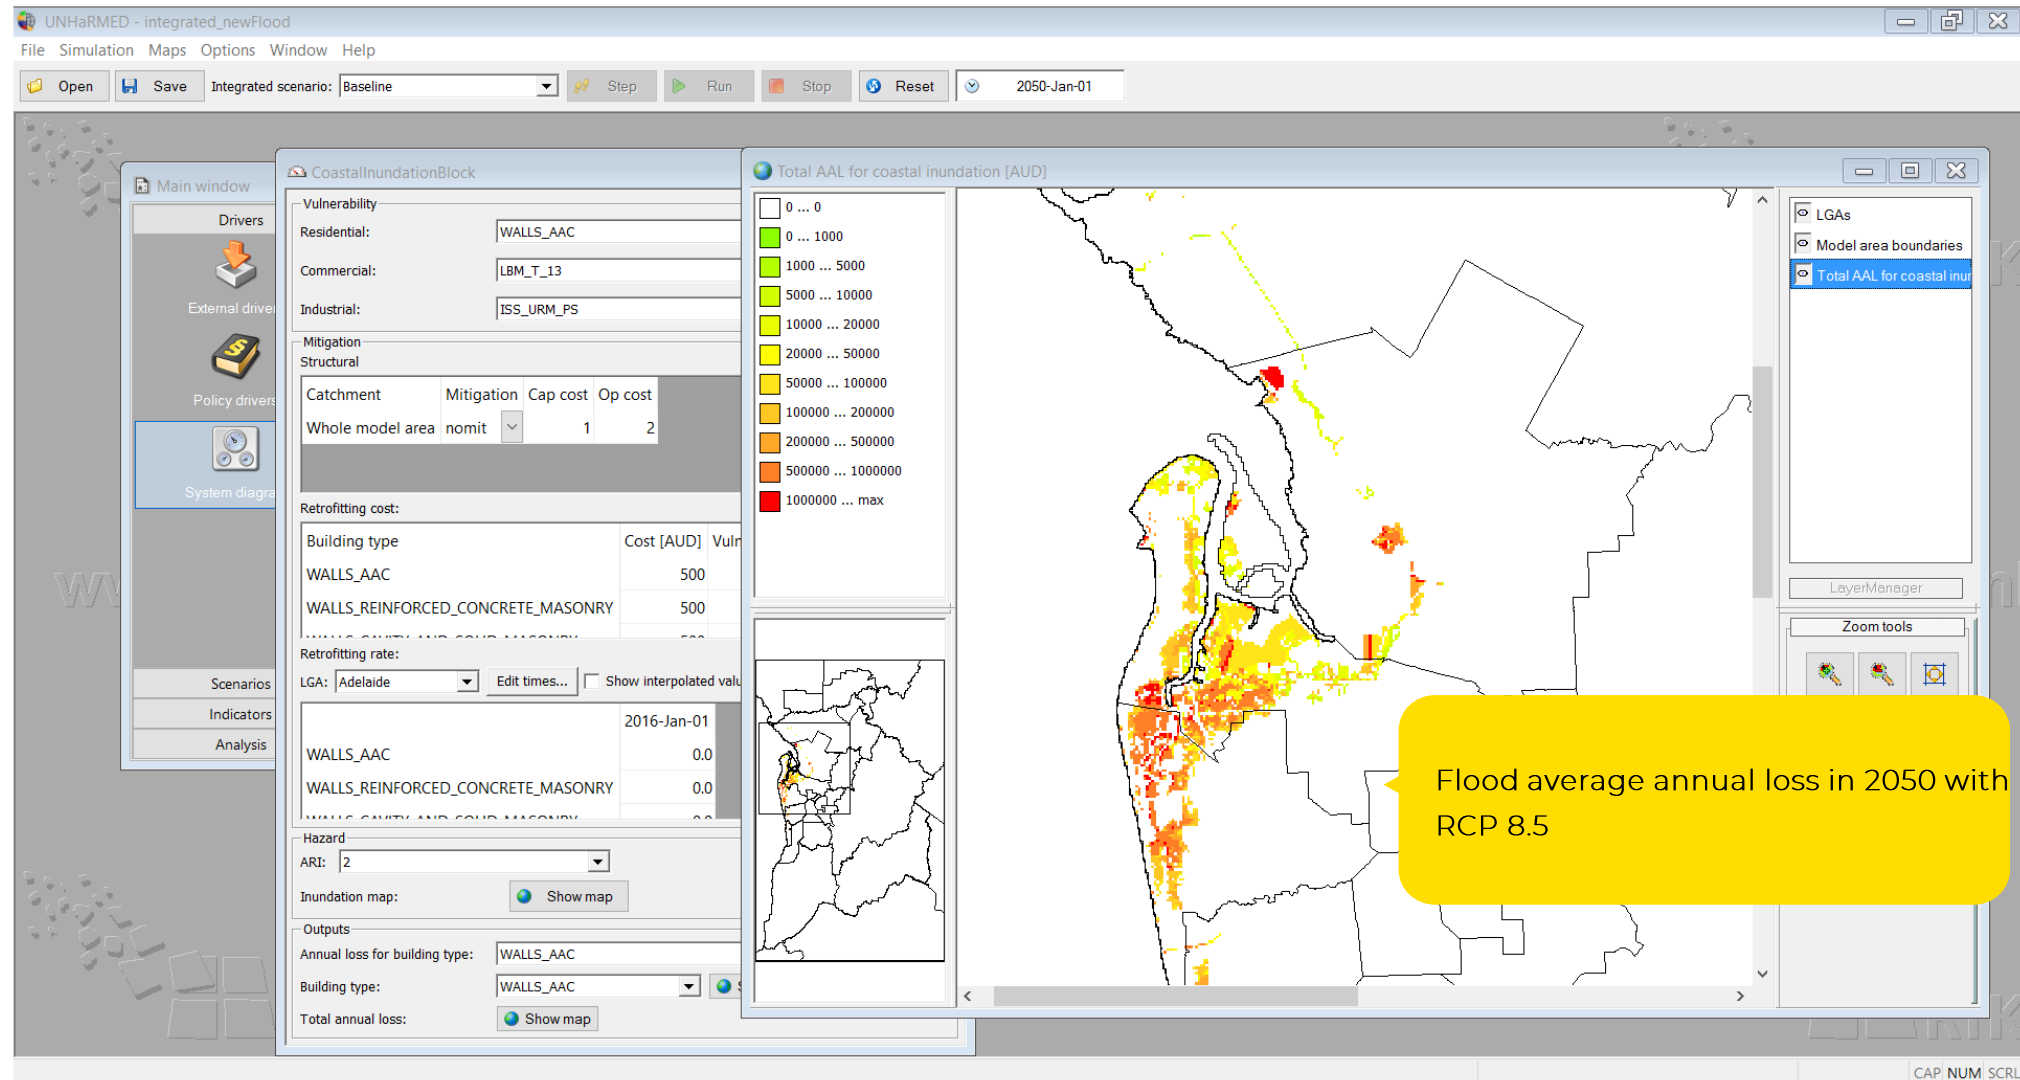 UNHaRMED - integrated_newFlood
File Simulation Maps Options Window Help
Open Save Integrated scenario: Baseline Step Run Stop Reset 2050-Jan-01
Main window
Drivers
External drive
Policy drivers
System diagra
Scenarios
Indicators
Analysis
CoastalInundationBlock
Vulnerability
Residential: WALLS_AAC
Commercial: LBM_T_13
Industrial: ISS_URM_PS
Mitigation
Structural
Catchment Mitigation Cap cost Op cost
Whole model area nomit 1 2
Retrofitting cost:
Building type Cost [AUD] Vuln
WALLS_AAC 500
WALLS_REINFORCED_CONCRETE_MASONRY 500
Retrofitting rate:
LGA: Adelaide Edit times... Show interpolated valu
2016-Jan-01
WALLS_AAC 0.0
WALLS_REINFORCED_CONCRETE_MASONRY 0.0
Hazard
ARI: 2
Inundation map: Show map
Outputs
Annual loss for building type: WALLS_AAC
Building type: WALLS_AAC
Total annual loss: Show map
Total AAL for coastal inundation [AUD]
0 ... 0
0 ... 1000
1000 ... 5000
5000 ... 10000
10000 ... 20000
20000 ... 50000
50000 ... 100000
100000 ... 200000
200000 ... 500000
500000 ... 1000000
1000000 ... max
LGAs
Model area boundaries
Total AAL for coastal inur
LayerManager
Zoom tools
Flood average annual loss in 2050 with
RCP 8.5
CAP NUM SCRL